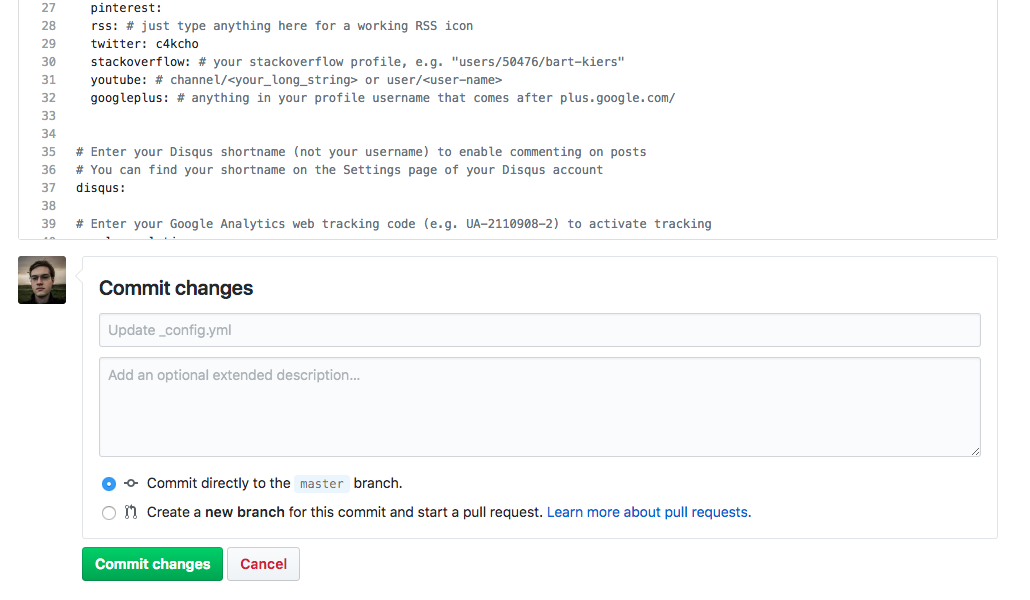 27 pinterest:
28 rss: # just type anything here for a working RSS icon
29 twitter: c4kcho
30 stackoverflow: # your stackoverflow profile, e.g. "users/50476/bart-kiers"
31 youtube: # channel/<your_long_string> or user/<user-name>
32 googleplus: # anything in your profile username that comes after plus.google.com/
33
34
35 # Enter your Disqus shortname (not your username) to enable commenting on posts
36 # You can find your shortname on the Settings page of your Disqus account
37 disqus:
38
39 # Enter your Google Analytics web tracking code (e.g. UA-2110908-2) to activate tracking
Commit changes
Update _config.yml
Add an optional extended description...
Commit directly to the master branch.
Create a new branch for this commit and start a pull request. Learn more about pull requests.
Commit changes Cancel